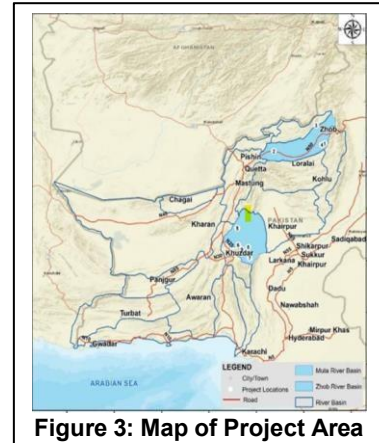 AFGHANISTAN
Zhob
Pishin
Loralai
Quetta
Kohlu
Mastung
Chagai
PAKISTAN
Kharan
Khairpur
Shikarpur
Sadiqabad
Sukkur
Larkana
Khairpur
Khuzdar
Panjgur
Dadu
Awaran
Nawabshah
Turbat
Mirpur Khas
Hyderabad
Gwadar
Karachi
ARABIAN SEA
LEGEND
City/Town
Project Locations
Road
Mula River Basin
Zhob River Basin
River Basin
Figure 3: Map of Project Area